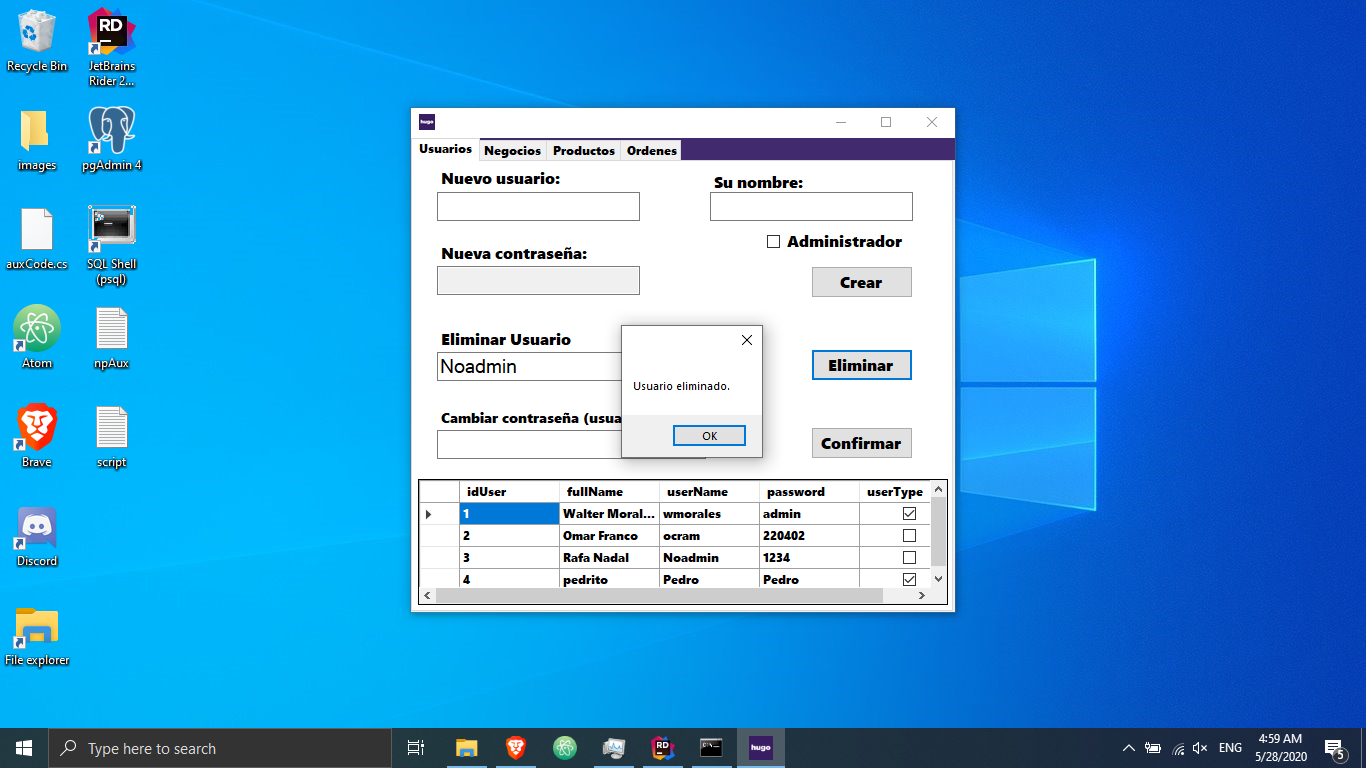 Recycle Bin
JetBrains
Rider 2...
images
pgAdmin 4
auxCode.cs
SQL Shell
(psql)
Atom
npAux
Brave
script
Discord
File explorer
hugo
Usuarios Negocios Productos Ordenes
Nuevo usuario:
Su nombre:
Administrador
Nueva contraseña:
Crear
Eliminar Usuario
Noadmin
Eliminar
Usuario eliminado.
OK
Cambiar contraseña (usua
Confirmar
idUser fullName userName password userType
1 Walter Moral... wmorales admin
2 Omar Franco ocram 220402
3 Rafa Nadal Noadmin 1234
4 pedrito Pedro Pedro
Type here to search
hugo
ENG
4:59 AM
5/28/2020
5